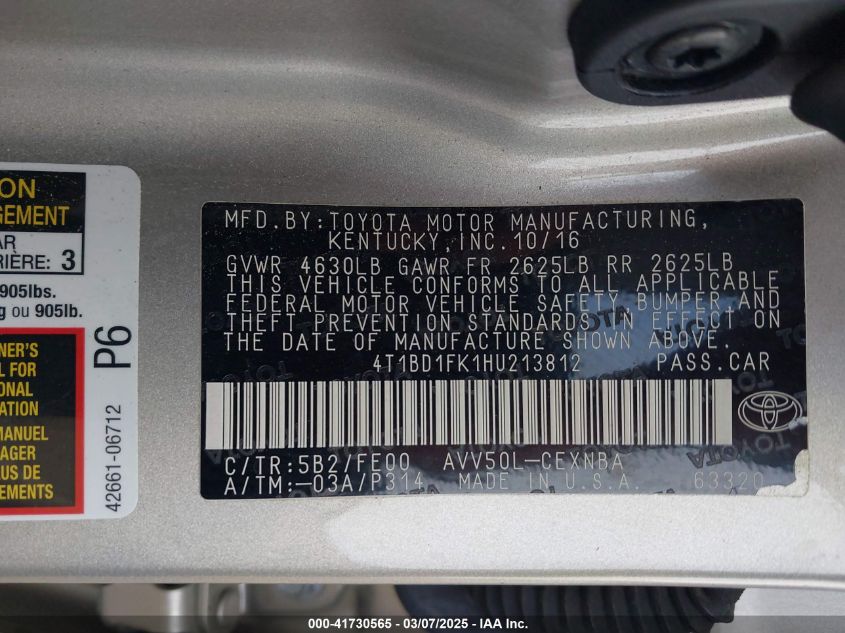 ON
GEMENT
AR
RIÈRE: 3
905lbs.
g ou 905lb.
NER'S
L FOR
ONAL
ATION
MANUEL
AGER
US DE
EMENTS
P6
42661-06712
MFD.BY:TOYOTA MOTOR MANUFACTURING,
KENTUCKY,INC.10/16
GVWR 4630LB GAWR FR 2625LB RR 2625LB
THIS VEHICLE CONFORMS TO ALL APPLICABLE
FEDERAL MOTOR VEHICLE SAFETY BUMPER AND
THEFT PREVENTION STANDARDS IN EFFECT ON
THE DATE OF MANUFACTURE SHOWN ABOVE.
4T1BD1FK1HU213812 PASS.CAR
C/TR:5B2/FE00 AVV50L-CEXNBA
A/TM:-03A/P314 MADE IN U.S.A. 63320
000-41730565 - 03/07/2025 - IAA Inc.